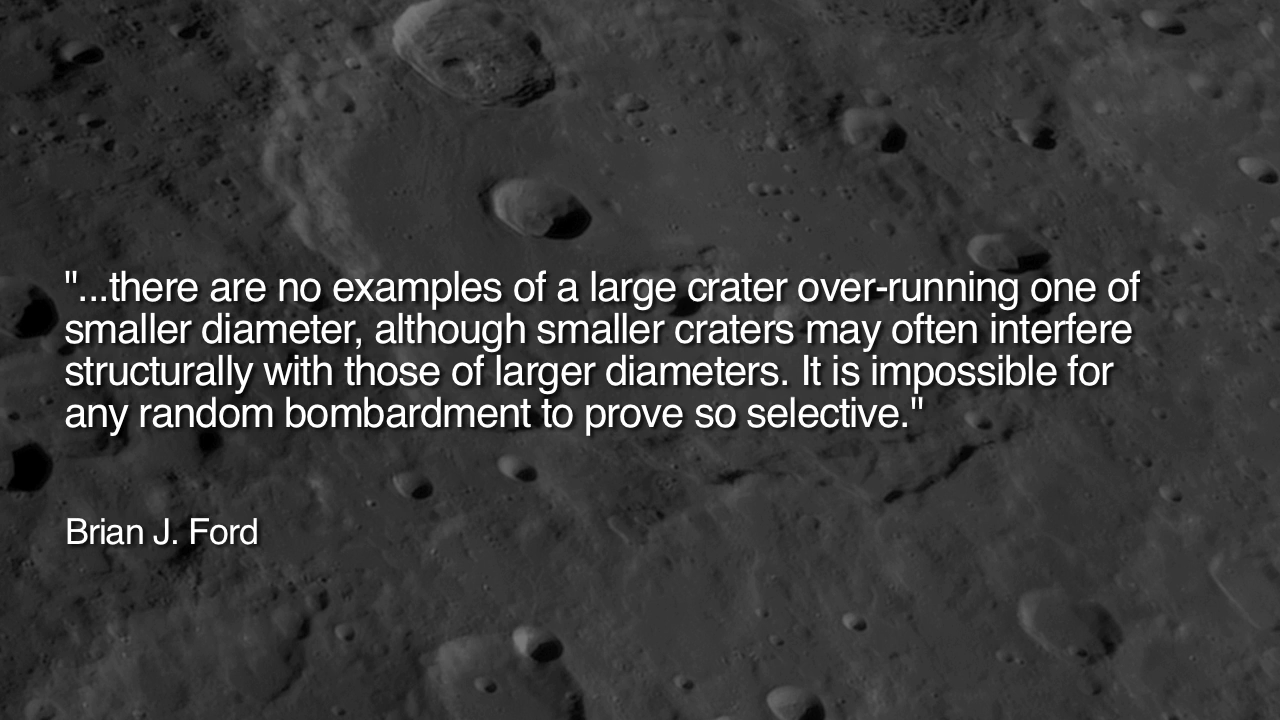 "...there are no examples of a large crater over-running one of
smaller diameter, although smaller craters may often interfere
structurally with those of larger diameters. It is impossible for
any random bombardment to prove so selective."
Brian J. Ford